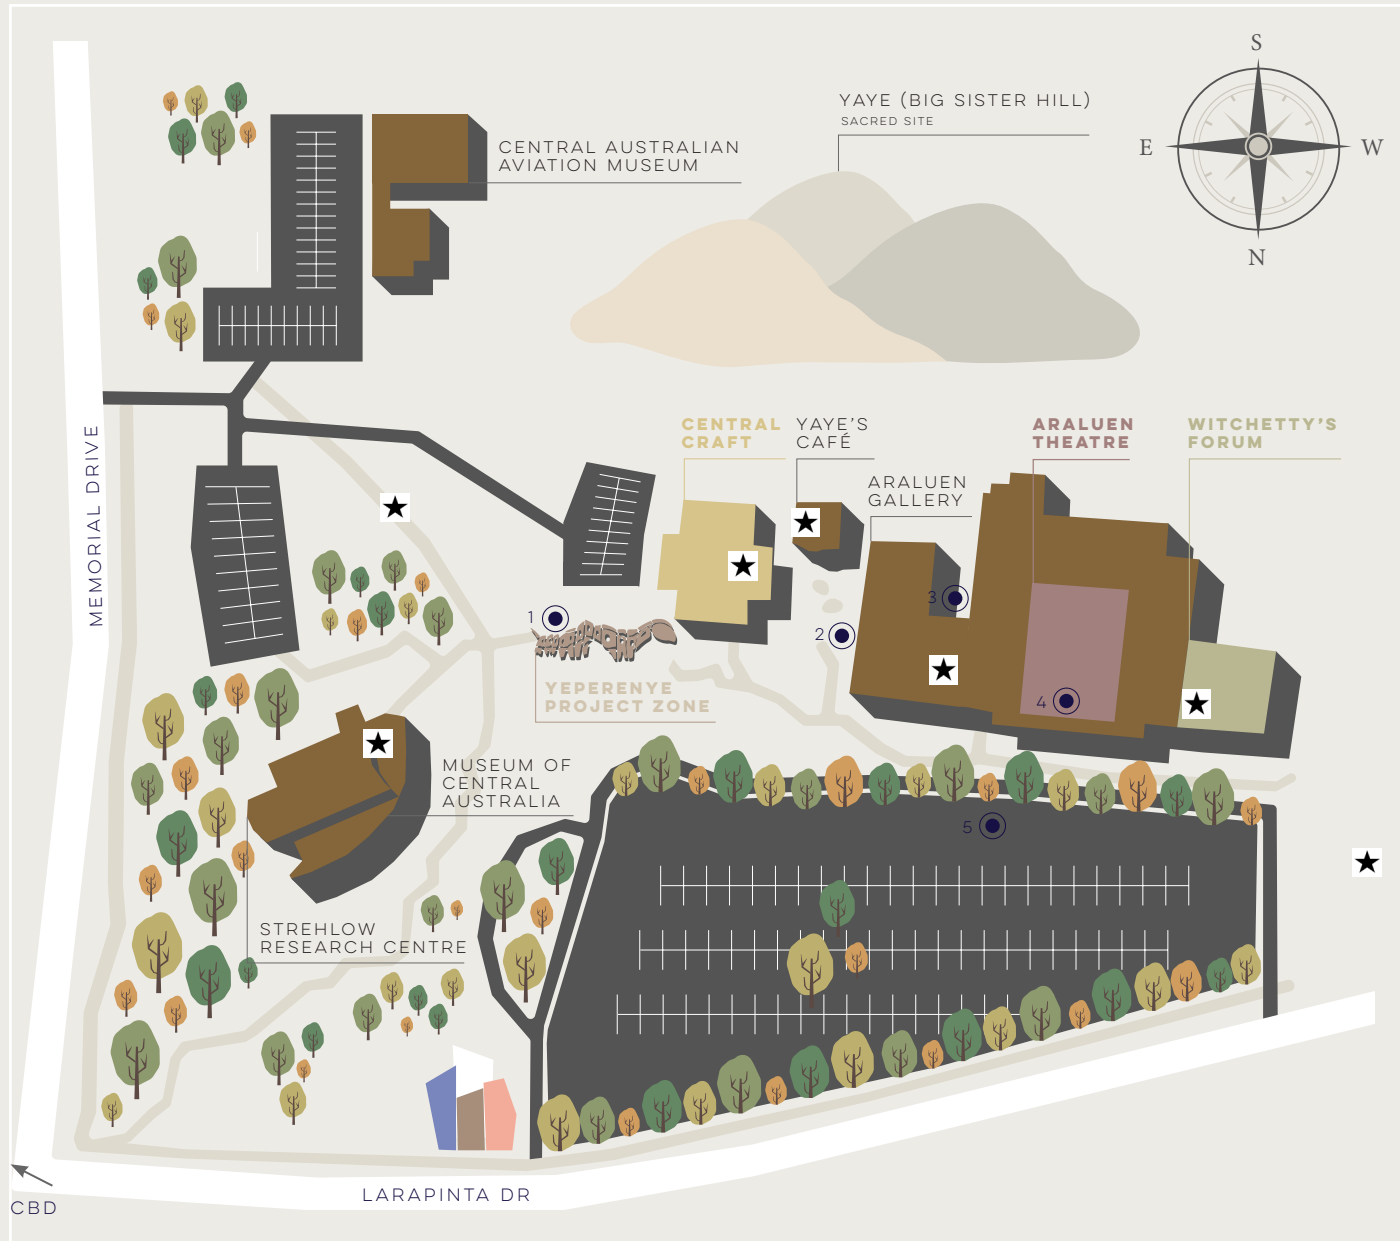 S
E
W
N
YAYE (BIG SISTER HILL)
SACRED SITE
CENTRAL AUSTRALIAN
AVIATION MUSEUM
CENTRAL
CRAFT
YAYE'S
CAFÉ
ARALUEN
GALLERY
ARALUEN
THEATRE
WITCHETTY'S
FORUM
MEMORIAL DRIVE
1
2
3
4
5
YEPERENYE
PROJECT ZONE
MUSEUM OF
CENTRAL
AUSTRALIA
STREHLOW
RESEARCH CENTRE
LARAPINTA DR
CBD